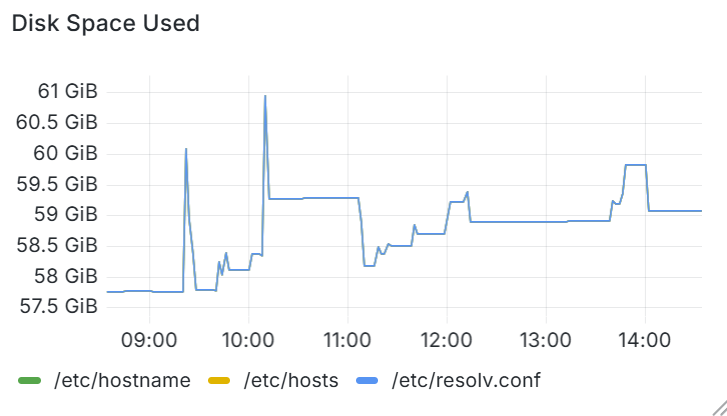 Disk Space Used
61 GiB
60.5 GiB
60 GiB
59.5 GiB
59 GiB
58.5 GiB
58 GiB
57.5 GiB
09:00 10:00 11:00 12:00 13:00 14:00
/etc/hostname /etc/hosts /etc/resolv.conf